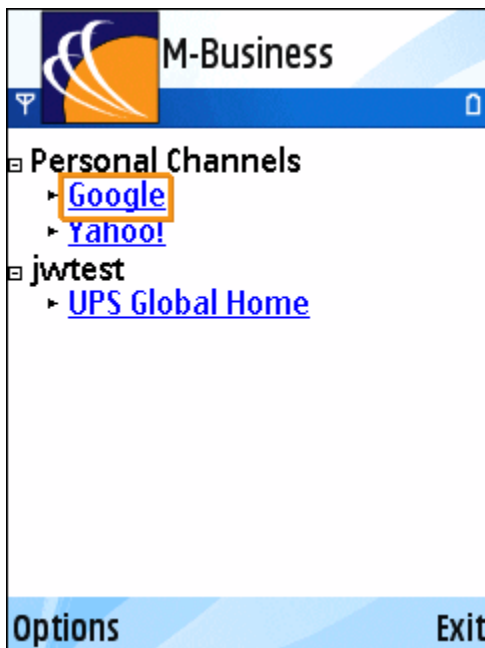 M-Business
Personal Channels
Google
Yahoo!
jwtest
UPS Global Home
Options Exit